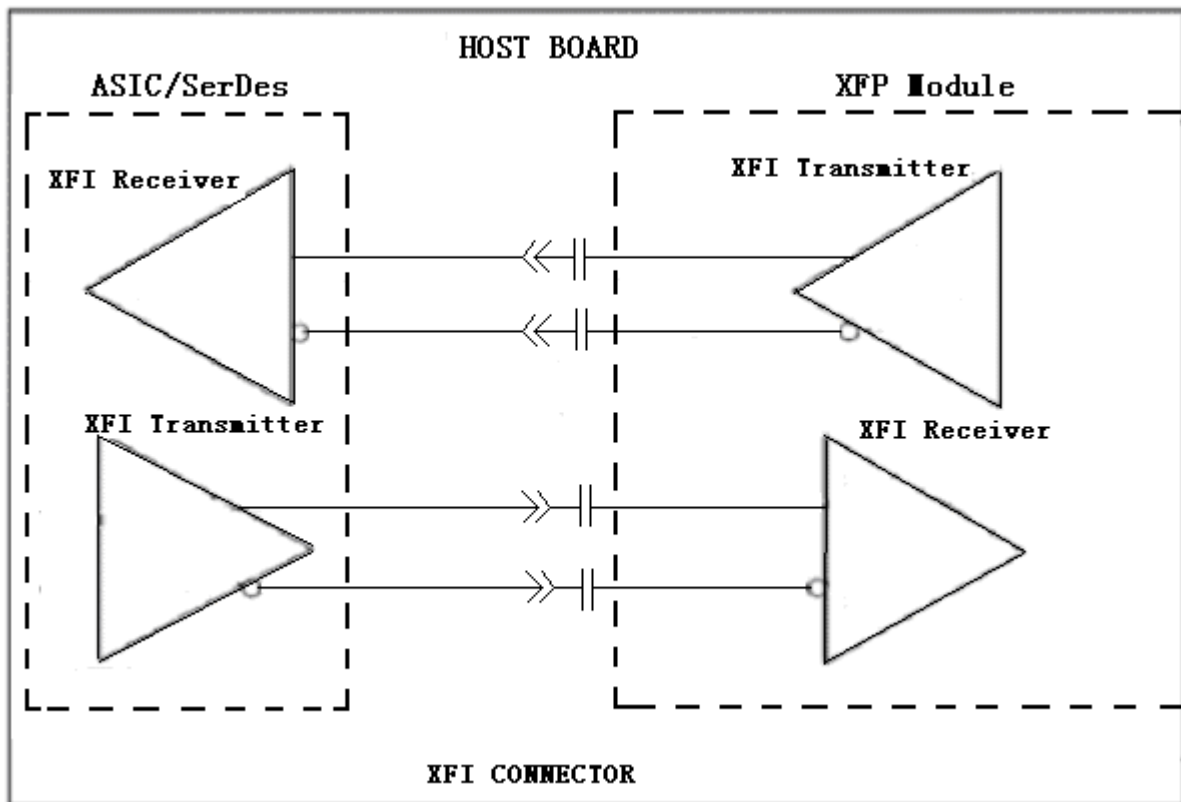 HOST BOARD
ASIC/SerDes
XFP Module
XFI Receiver
XFI Transmitter
XFI Transmitter
XFI Receiver
XFI CONNECTOR